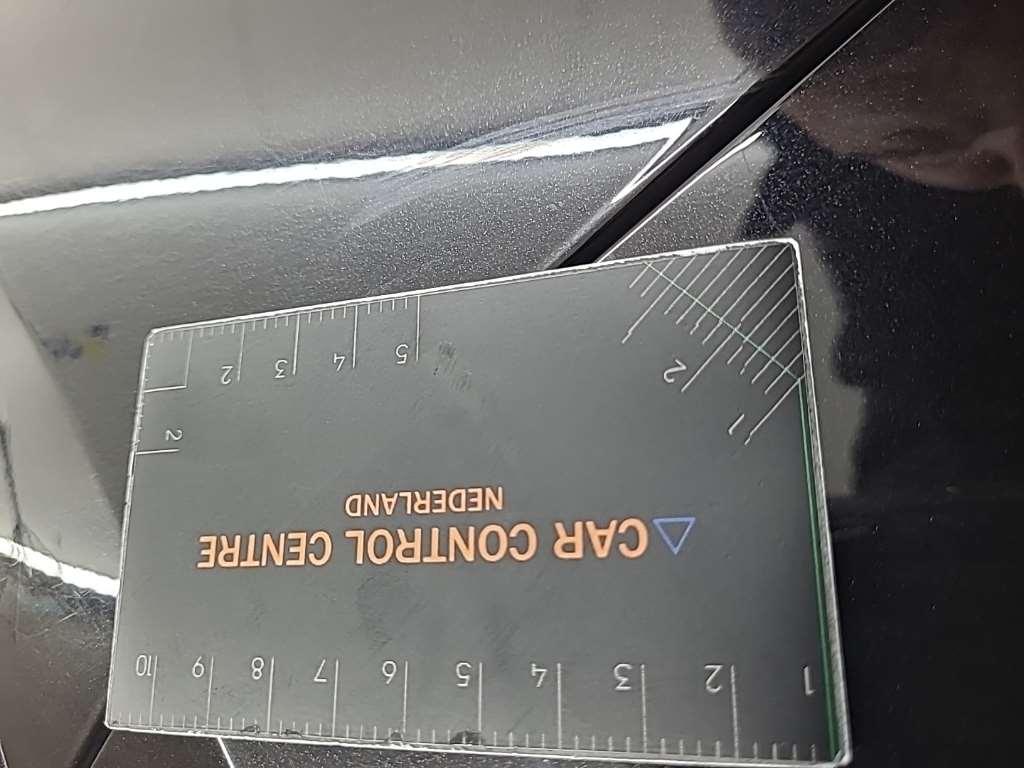 1 2 3 4 5 6 7 8 9 10
CAR CONTROL CENTRE
NEDERLAND
2
1 2
5 4 3 2